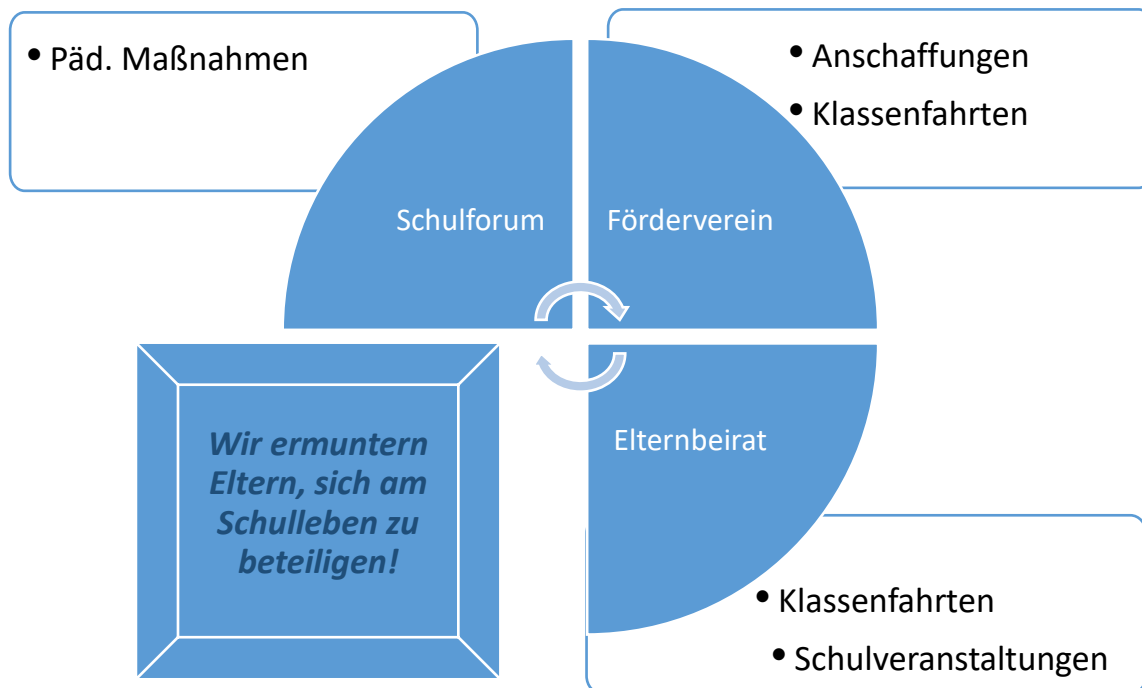 • Päd. Maßnahmen
• Anschaffungen
• Klassenfahrten
Schulforum
Förderverein
Wir ermuntern
Eltern, sich am
Schulleben zu
beteiligen!
Elternbeirat
• Klassenfahrten
• Schulveranstaltungen